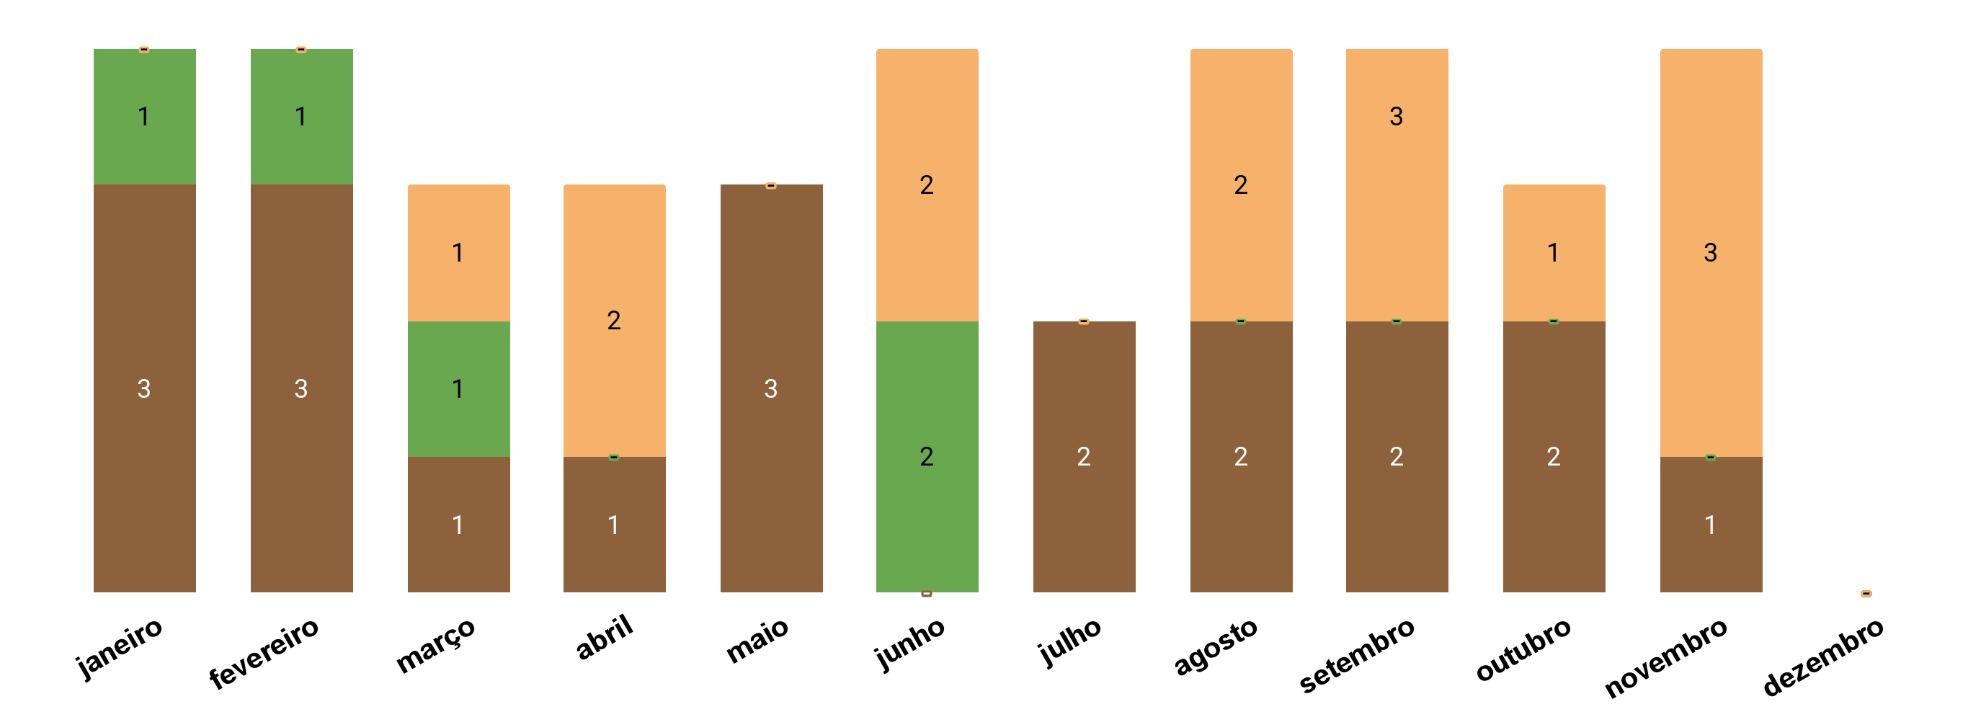 1 1 2 2 3
1 2 1 3
3 3 1 3 2 2 2 2 2
1 1 1
janeiro fevereiro março abril maio junho julho agosto setembro outubro novembro dezembro